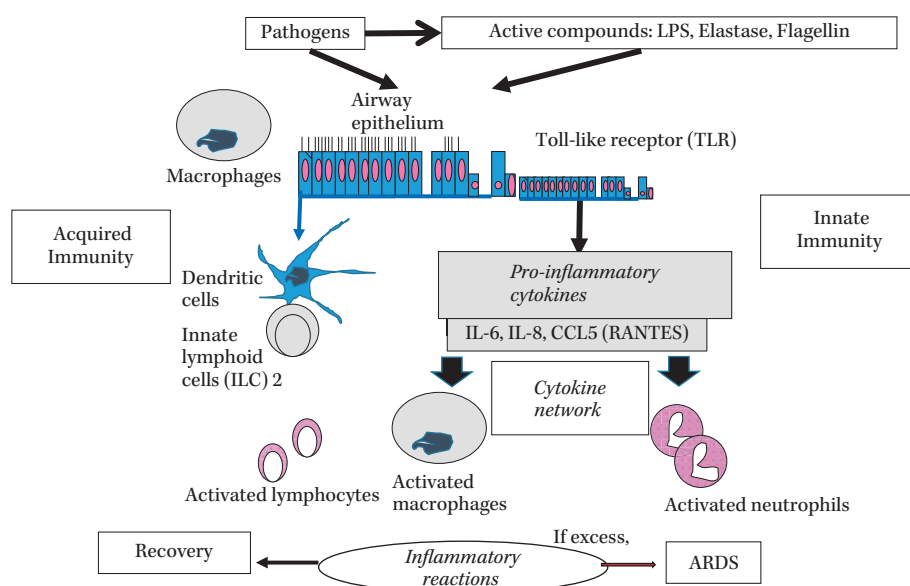 Pathogens
Active compounds: LPS, Elastase, Flagellin
Airway
epithelium
Toll-like receptor (TLR)
Macrophages
Acquired
Immunity
Innate
Immunity
Dendritic
cells
Pro-inflammatory
cytokines
IL-6, IL-8, CCL5 (RANTES)
Innate
lymphoid
cells (ILC) 2
Cytokine
network
Activated lymphocytes
Activated
macrophages
Activated neutrophils
Recovery
Inflammatory
reactions
If excess,
ARDS